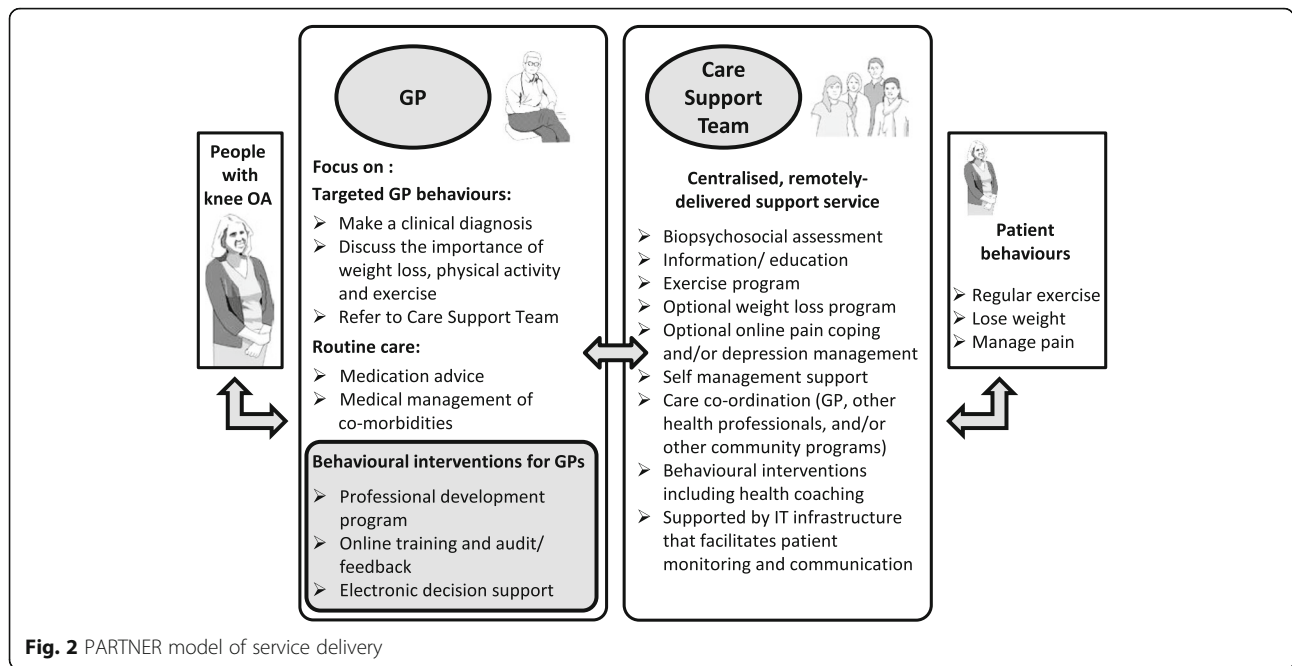 People
with
knee OA
GP
Focus on :
Targeted GP behaviours:
➢ Make a clinical diagnosis
➢ Discuss the importance of
weight loss, physical activity
and exercise
➢ Refer to Care Support Team
Routine care:
➢ Medication advice
➢ Medical management of
co-morbidities
Behavioural interventions for GPs
➢ Professional development
program
➢ Online training and audit/
feedback
➢ Electronic decision support
Care
Support
Team
Centralised, remotely-
delivered support service
➢ Biopsychosocial assessment
➢ Information/ education
➢ Exercise program
➢ Optional weight loss program
➢ Optional online pain coping
and/or depression management
➢ Self management support
➢ Care co-ordination (GP, other
health professionals, and/or
other community programs)
➢ Behavioural interventions
including health coaching
➢ Supported by IT infrastructure
that facilitates patient
monitoring and communication
Patient
behaviours
➢ Regular exercise
➢ Lose weight
➢ Manage pain
Fig. 2 PARTNER model of service delivery